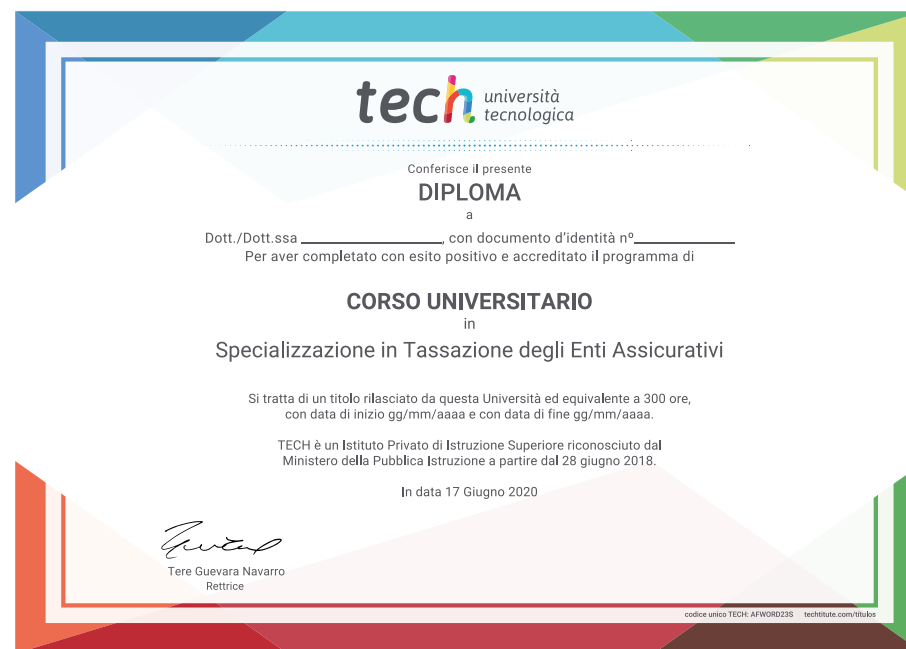 tech università
tecnologica
Conferisce il presente
DIPLOMA
a
Dott./Dott.ssa ____________________, con documento d'identità nº______________
Per aver completato con esito positivo e accreditato il programma di
CORSO UNIVERSITARIO
in
Specializzazione in Tassazione degli Enti Assicurativi
Si tratta di un titolo rilasciato da questa Università ed equivalente a 300 ore,
con data di inizio gg/mm/aaaa e con data di fine gg/mm/aaaa.
TECH è un Istituto Privato di Istruzione Superiore riconosciuto dal
Ministero della Pubblica Istruzione a partire dal 28 giugno 2018.
In data 17 Giugno 2020
Tere Guevara Navarro
Rettrice
codice unico TECH: AFWORD23S techtitute.com/titulos